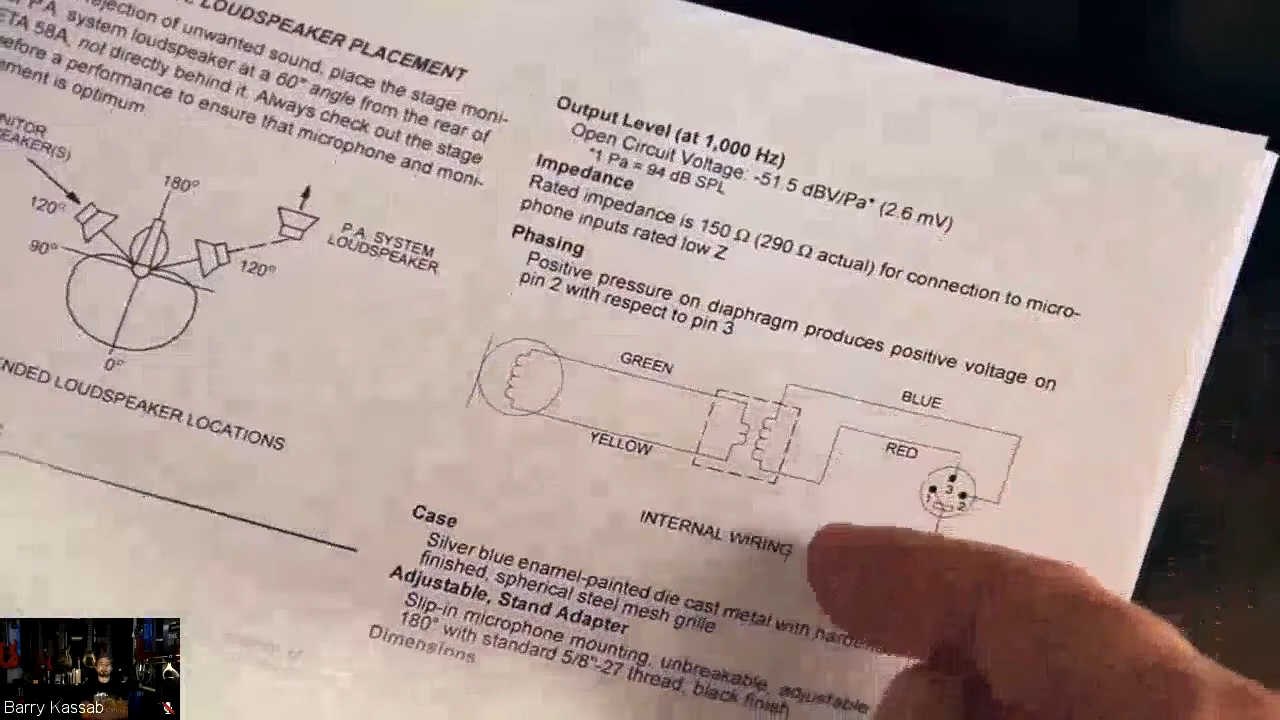 LOUDSPEAKER PLACEMENT
ejection of unwanted sound, place the stage moni-
P.A. system loudspeaker at a 60° angle from the rear of
ETA 58A, not directly behind it. Always check out the stage
efore a performance to ensure that microphone and moni-
ement is optimum
NITOR
EAKER(S)
180°
120°
90°
120°
P.A. SYSTEM
LOUDSPEAKER
0°
NDED LOUDSPEAKER LOCATIONS
Output Level (at 1,000 Hz)
Open Circuit Voltage: -51.5 dBV/Pa* (2.6 mV)
*1 Pa = 94 dB SPL
Impedance
Rated impedance is 150 Ω (290 Ω actual) for connection to micro-
phone inputs rated low Z
Phasing
Positive pressure on diaphragm produces positive voltage on
pin 2 with respect to pin 3
GREEN
YELLOW
BLUE
RED
3
1 2
INTERNAL WIRING
Case
Silver blue enamel-painted die cast metal with
finished, spherical steel mesh grille
Adjustable, Stand Adapter
Slip-in microphone mounting, unbreakable, adjustable
180° with standard 5/8"-27 thread, black finish
Dimensions
Barry Kassab